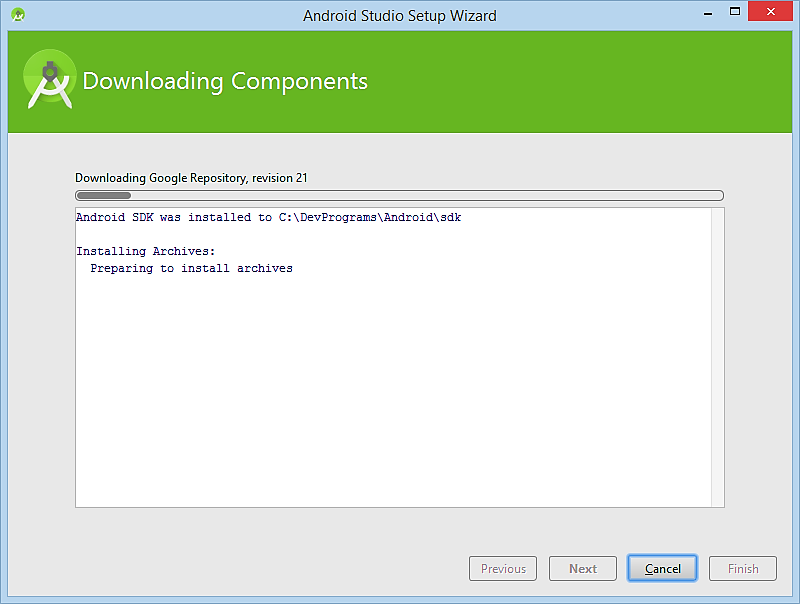 Android Studio Setup Wizard
Downloading Components
Downloading Google Repository, revision 21
Android SDK was installed to C:\DevPrograms\Android\sdk
Installing Archives:
Preparing to install archives
Previous Next Cancel Finish